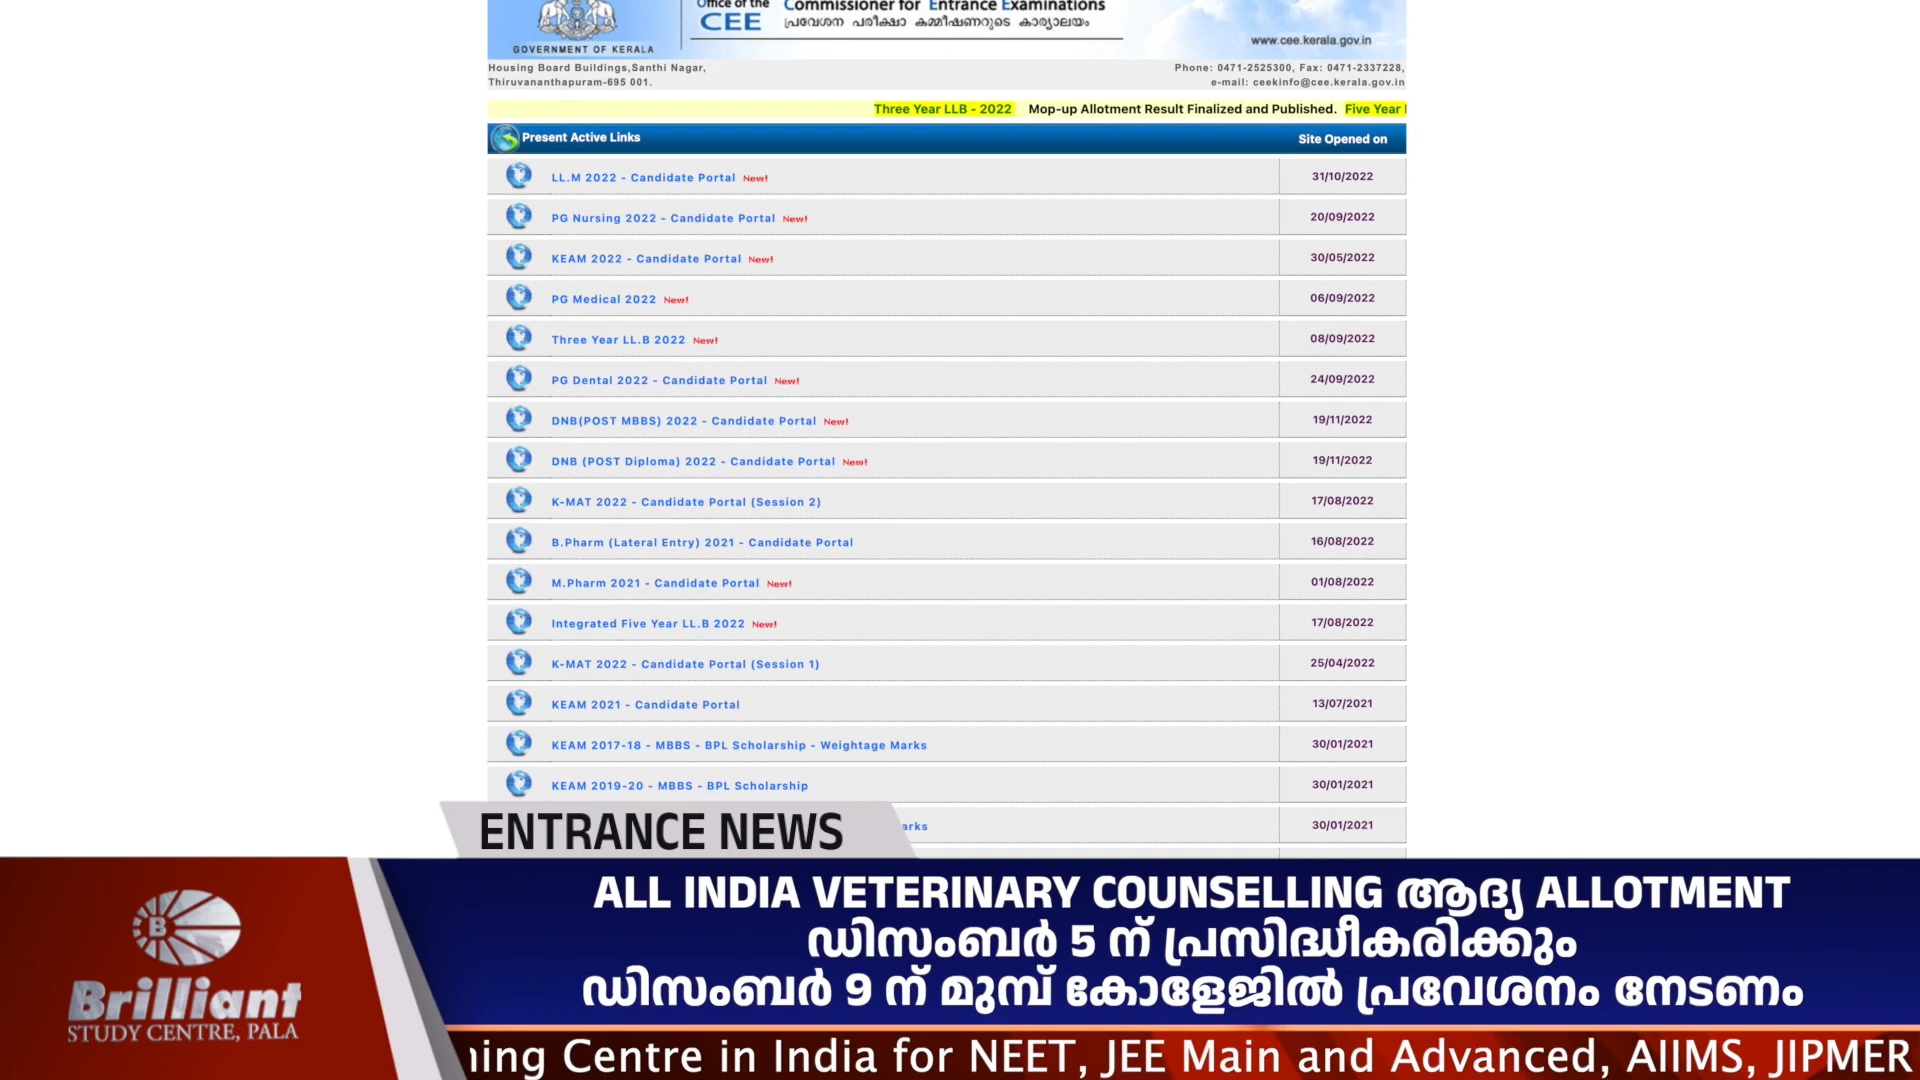 Office of the
CEE
Commissioner for Entrance Examinations
പ്രവേശന പരീക്ഷാ കമ്മീഷണറുടെ കാര്യാലയം
GOVERNMENT OF KERALA
www.cee.kerala.gov.in
Housing Board Buildings,Santhi Nagar,
Thiruvananthapuram-695 001.
Phone: 0471-2525300, Fax: 0471-2337228,
e-mail: ceekinfo@cee.kerala.gov.in
Three Year LLB - 2022 Mop-up Allotment Result Finalized and Published. Five Year
Present Active Links Site Opened on
LL.M 2022 - Candidate Portal New! 31/10/2022
PG Nursing 2022 - Candidate Portal New! 20/09/2022
KEAM 2022 - Candidate Portal New! 30/05/2022
PG Medical 2022 New! 06/09/2022
Three Year LL.B 2022 New! 08/09/2022
PG Dental 2022 - Candidate Portal New! 24/09/2022
DNB(POST MBBS) 2022 - Candidate Portal New! 19/11/2022
DNB (POST Diploma) 2022 - Candidate Portal New! 19/11/2022
K-MAT 2022 - Candidate Portal (Session 2) 17/08/2022
B.Pharm (Lateral Entry) 2021 - Candidate Portal 16/08/2022
M.Pharm 2021 - Candidate Portal New! 01/08/2022
Integrated Five Year LL.B 2022 New! 17/08/2022
K-MAT 2022 - Candidate Portal (Session 1) 25/04/2022
KEAM 2021 - Candidate Portal 13/07/2021
KEAM 2017-18 - MBBS - BPL Scholarship - Weightage Marks 30/01/2021
KEAM 2019-20 - MBBS - BPL Scholarship 30/01/2021
arks 30/01/2021
ENTRANCE NEWS
ALL INDIA VETERINARY COUNSELLING ആദ്യ ALLOTMENT
ഡിസംബർ 5 ന് പ്രസിദ്ധീകരിക്കും
ഡിസംബർ 9 ന് മുമ്പ് കോളേജിൽ പ്രവേശനം നേടണം
B
Brilliant
STUDY CENTRE, PALA
ning Centre in India for NEET, JEE Main and Advanced, AIIMS, JIPMER